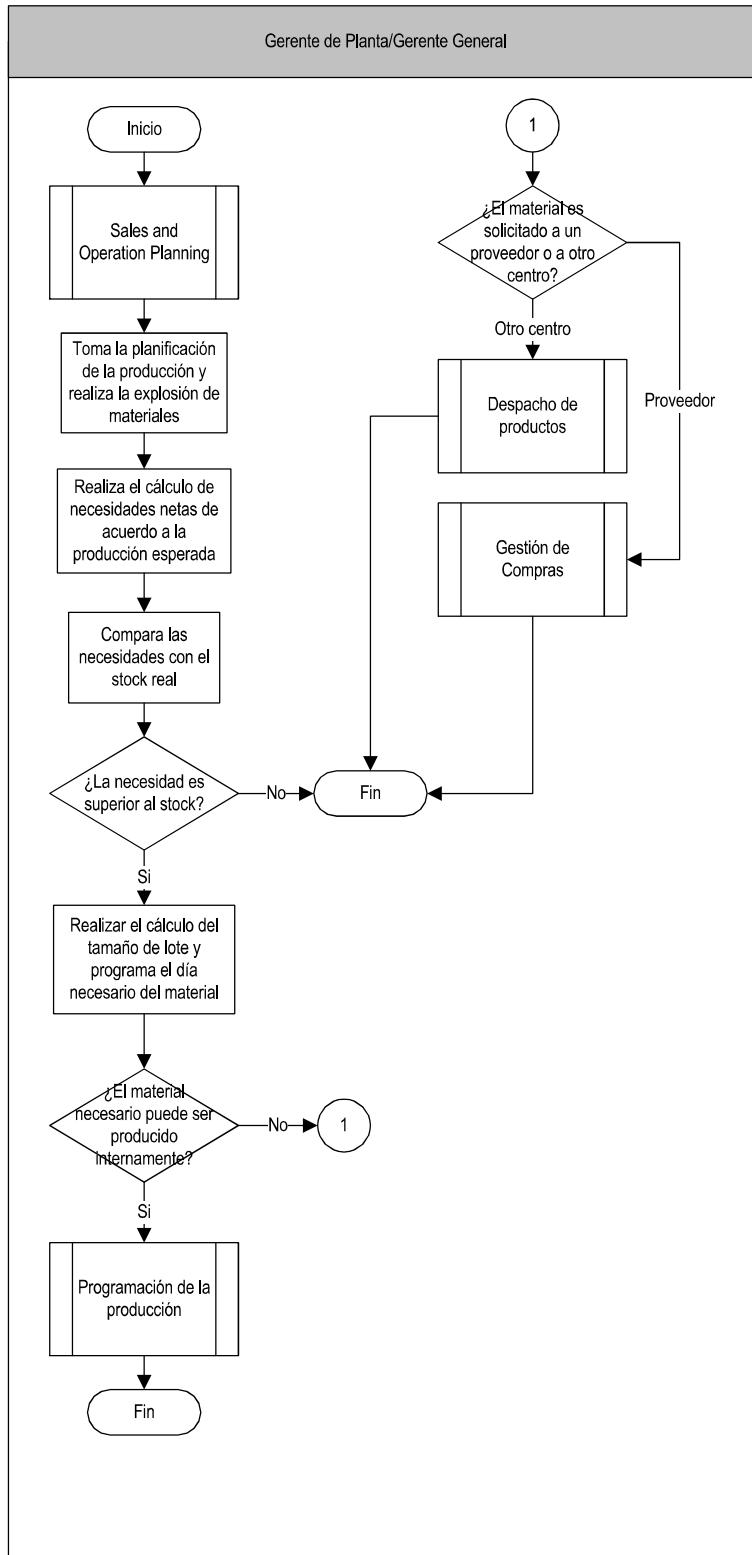 Gerente de Planta/Gerente General
Inicio
Sales and
Operation Planning
Toma la planificación
de la producción y
realiza la explosión de
materiales
Realiza el cálculo de
necesidades netas de
acuerdo a la
producción esperada
Compara las
necesidades con el
stock real
¿La necesidad es
superior al stock?
No
Fin
Si
Realizar el cálculo del
tamaño de lote y
programa el día
necesario del material
¿El material
necesario puede ser
producido
internamente?
No
1
Si
Programación de la
producción
Fin
1
¿El material es
solicitado a un
proveedor o a otro
centro?
Otro centro
Proveedor
Despacho de
productos
Gestión de
Compras